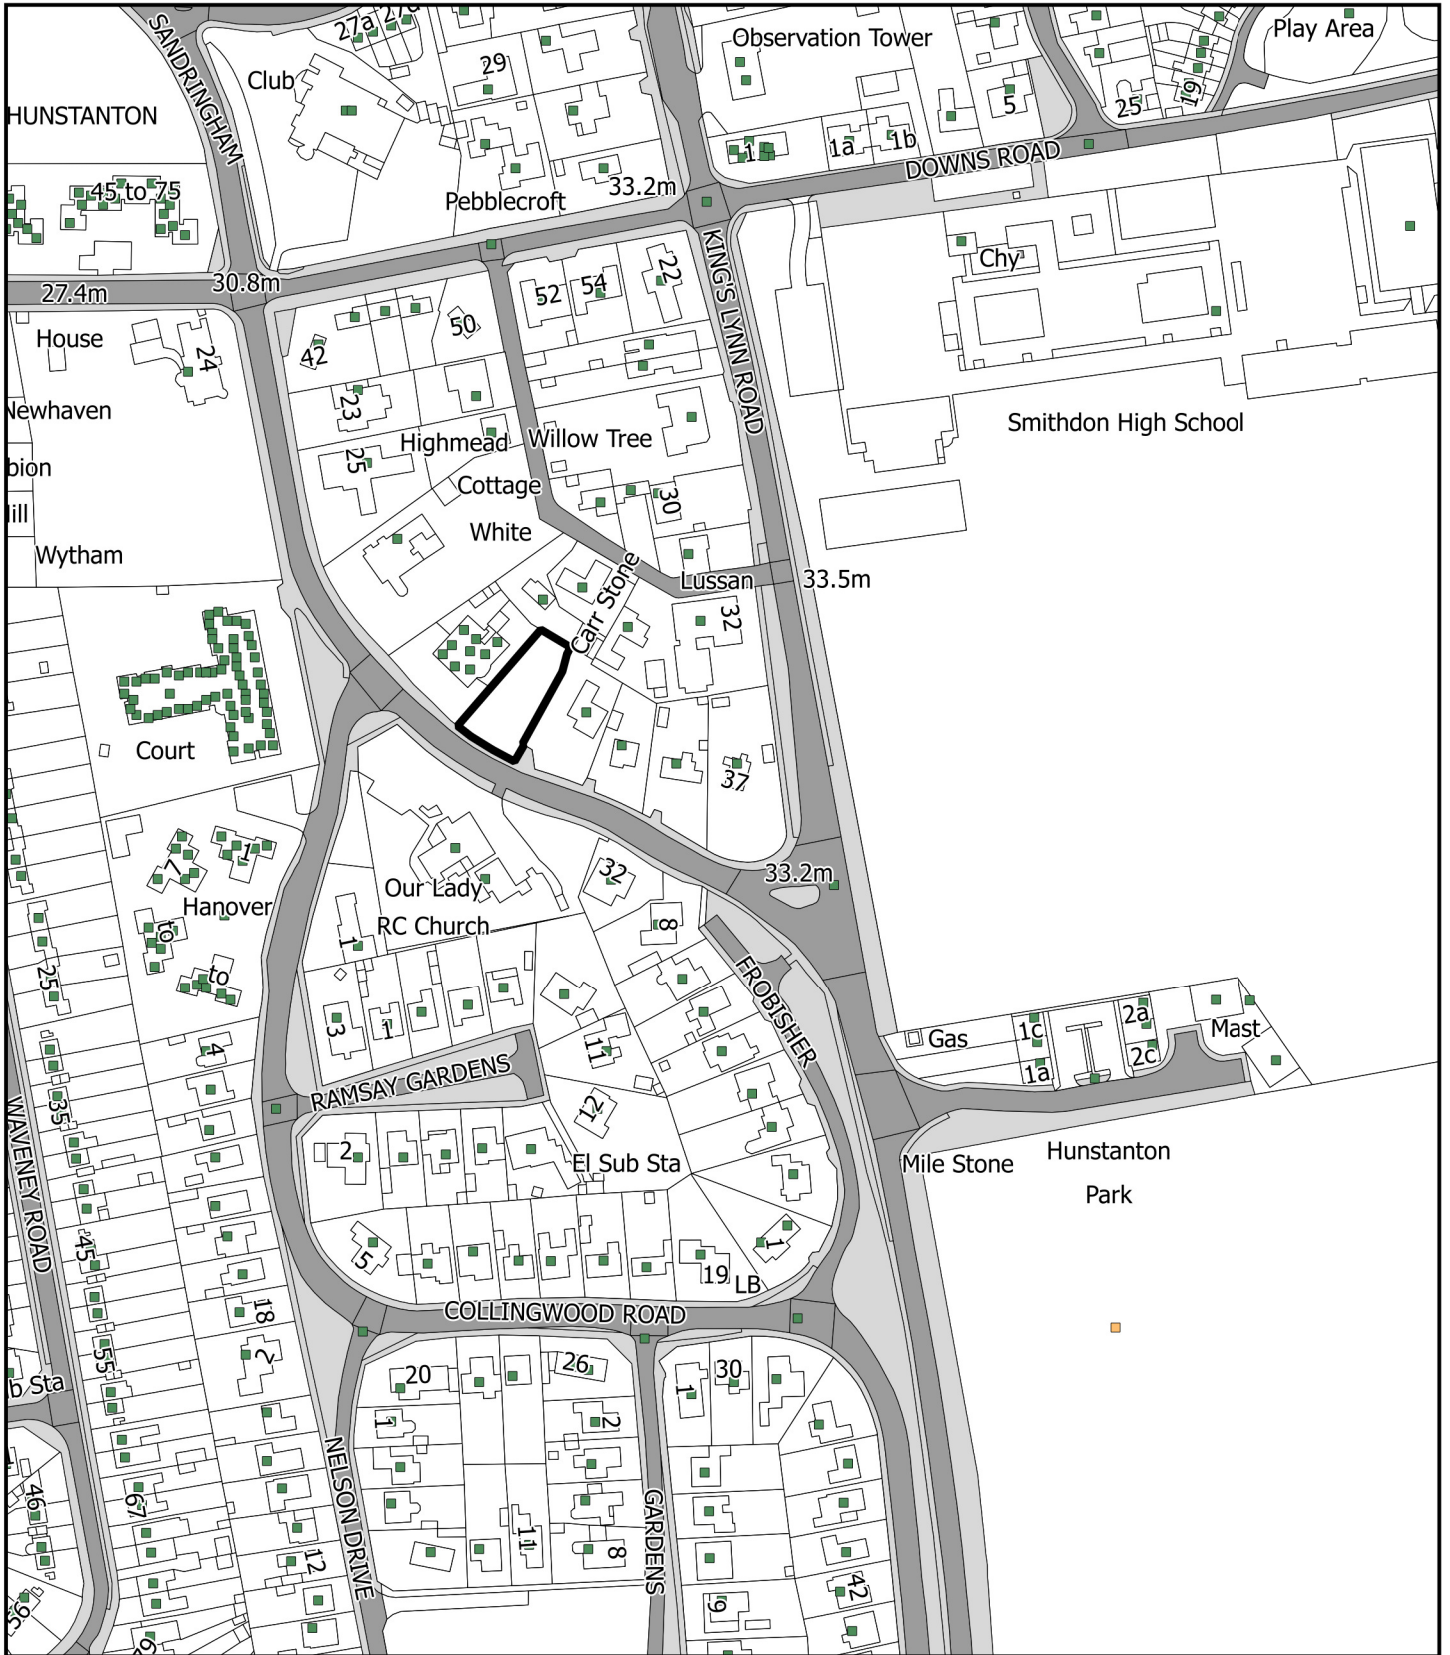 SANDRINGHAM
27a
Observation Tower
Play Area
29
Club
5
25
19
HUNSTANTON
1
1a
1b
DOWNS ROAD
45 to 75
33.2m
Pebblecroft
KING'S LYNN ROAD
Chy
22
54
52
30.8m
27.4m
50
House
42
24
23
Newhaven
Smithdon High School
Highmead
Willow Tree
25
bion
Cottage
30
ill
White
Wytham
Carr Stone
Lussan
33.5m
32
Court
37
7
1
33.2m
32
Our Lady
Hanover
RC Church
8
to
1
to
FROBISHER
25
3
1
11
Gas
1c
2a
Mast
4
2c
1a
RAMSAY GARDENS
35
12
WAVENEY ROAD
2
El Sub Sta
Mile Stone
Hunstanton
Park
45
5
1
19
LB
18
COLLINGWOOD ROAD
2
55
20
26
30
b Sta
1
1
2
NELSON DRIVE
46
67
GARDENS
11
8
12
42
56
9
79